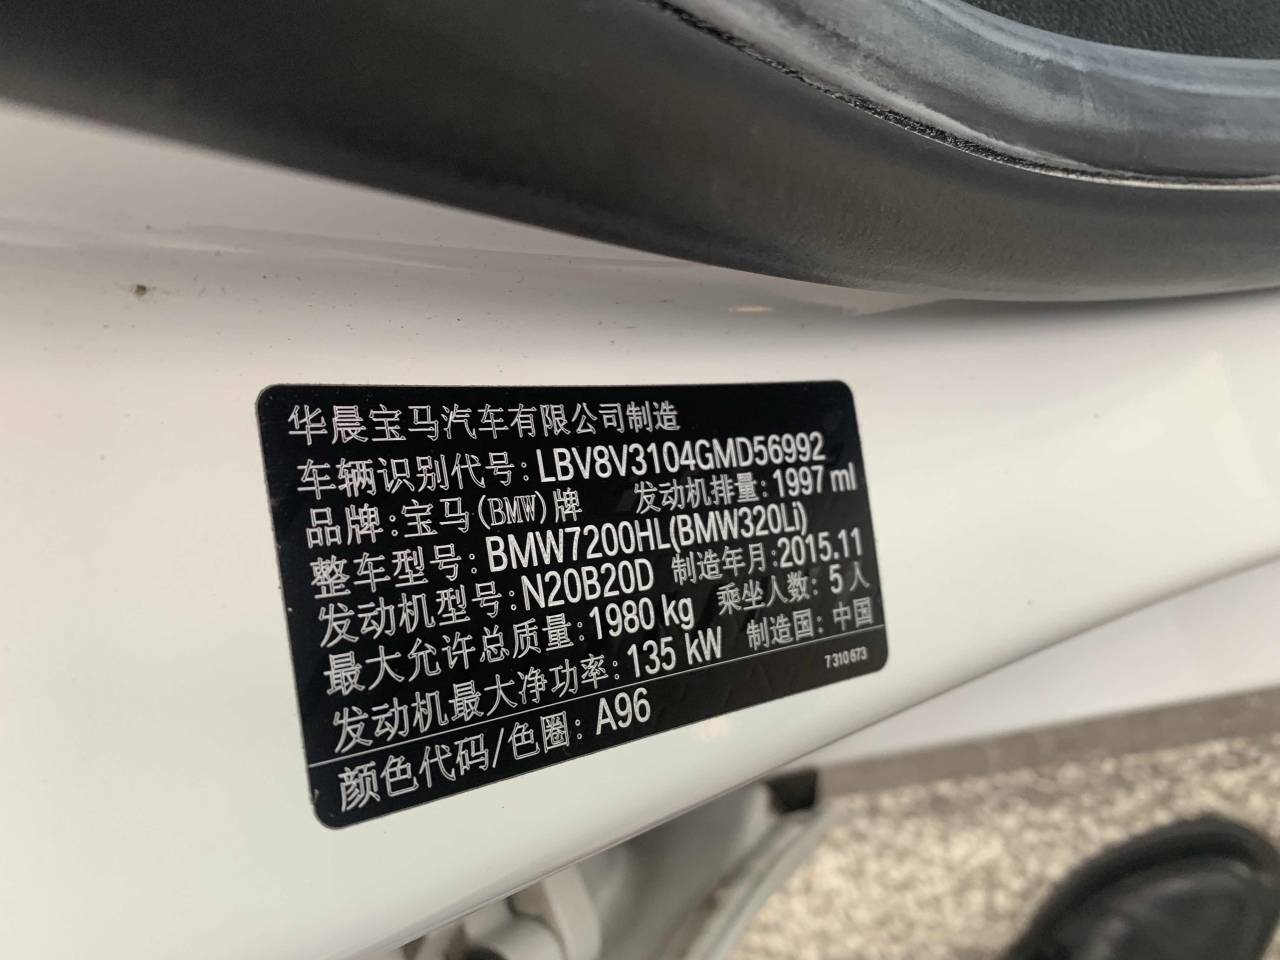 华晨宝马汽车有限公司制造
车辆识别代号: LBV8V3104GMD56992
品牌:宝马(BMW)牌 发动机排量: 1997 ml
整车型号: BMW7200HL(BMW320Li)
发动机型号: N20B20D 制造年月:2015.11
最大允许总质量: 1980 kg 乘坐人数: 5 人
发动机最大净功率: 135 kW 制造国: 中国
7 310 673
颜色代码/色圈: A96